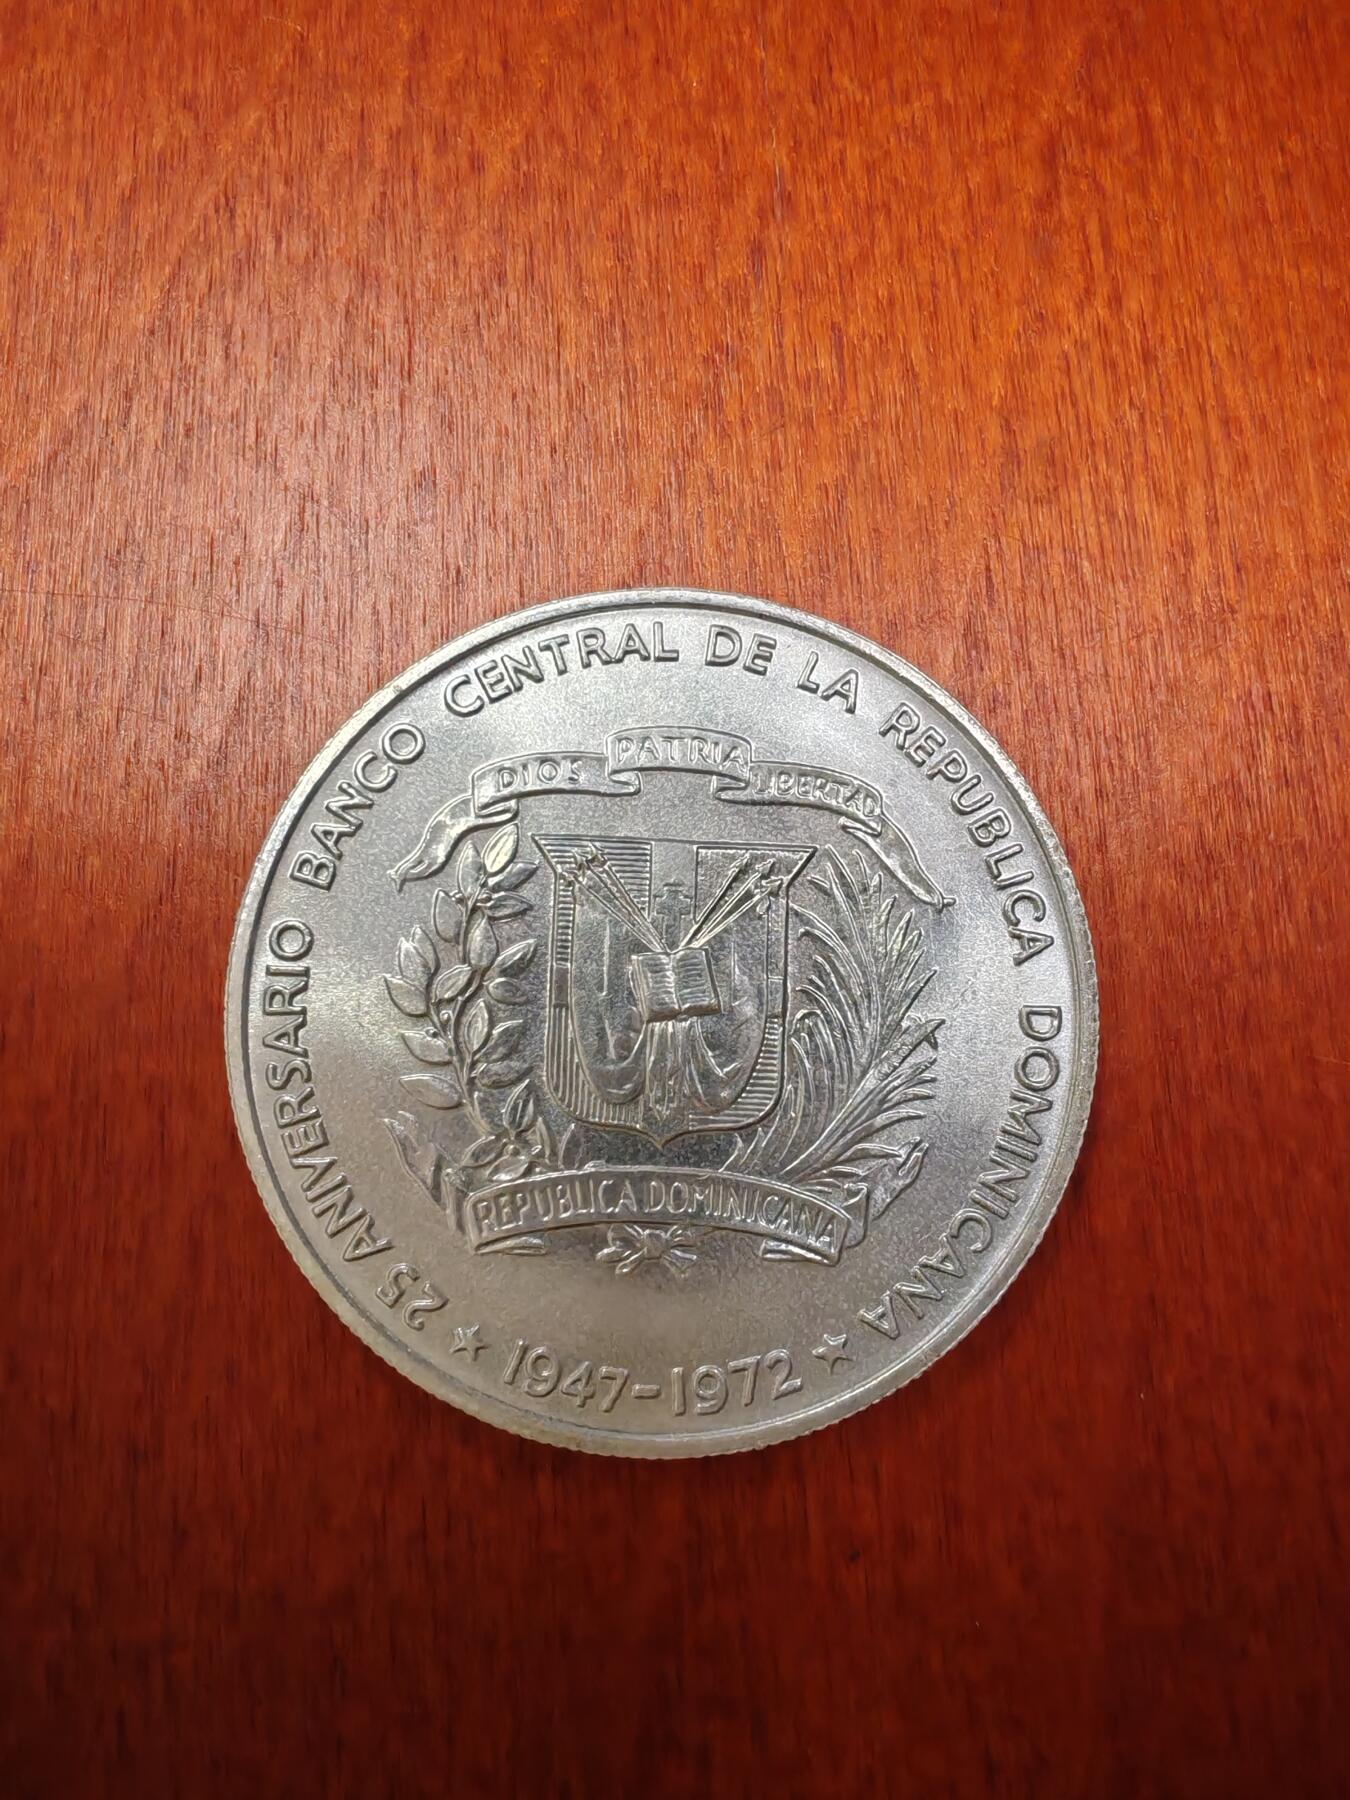 25 ANIVERSARIO BANCO CENTRAL DE LA REPUBLICA DOMINICANA
DIOS PATRIA LIBERTAD
REPUBLICA DOMINICANA
★ 1947-1972 ★